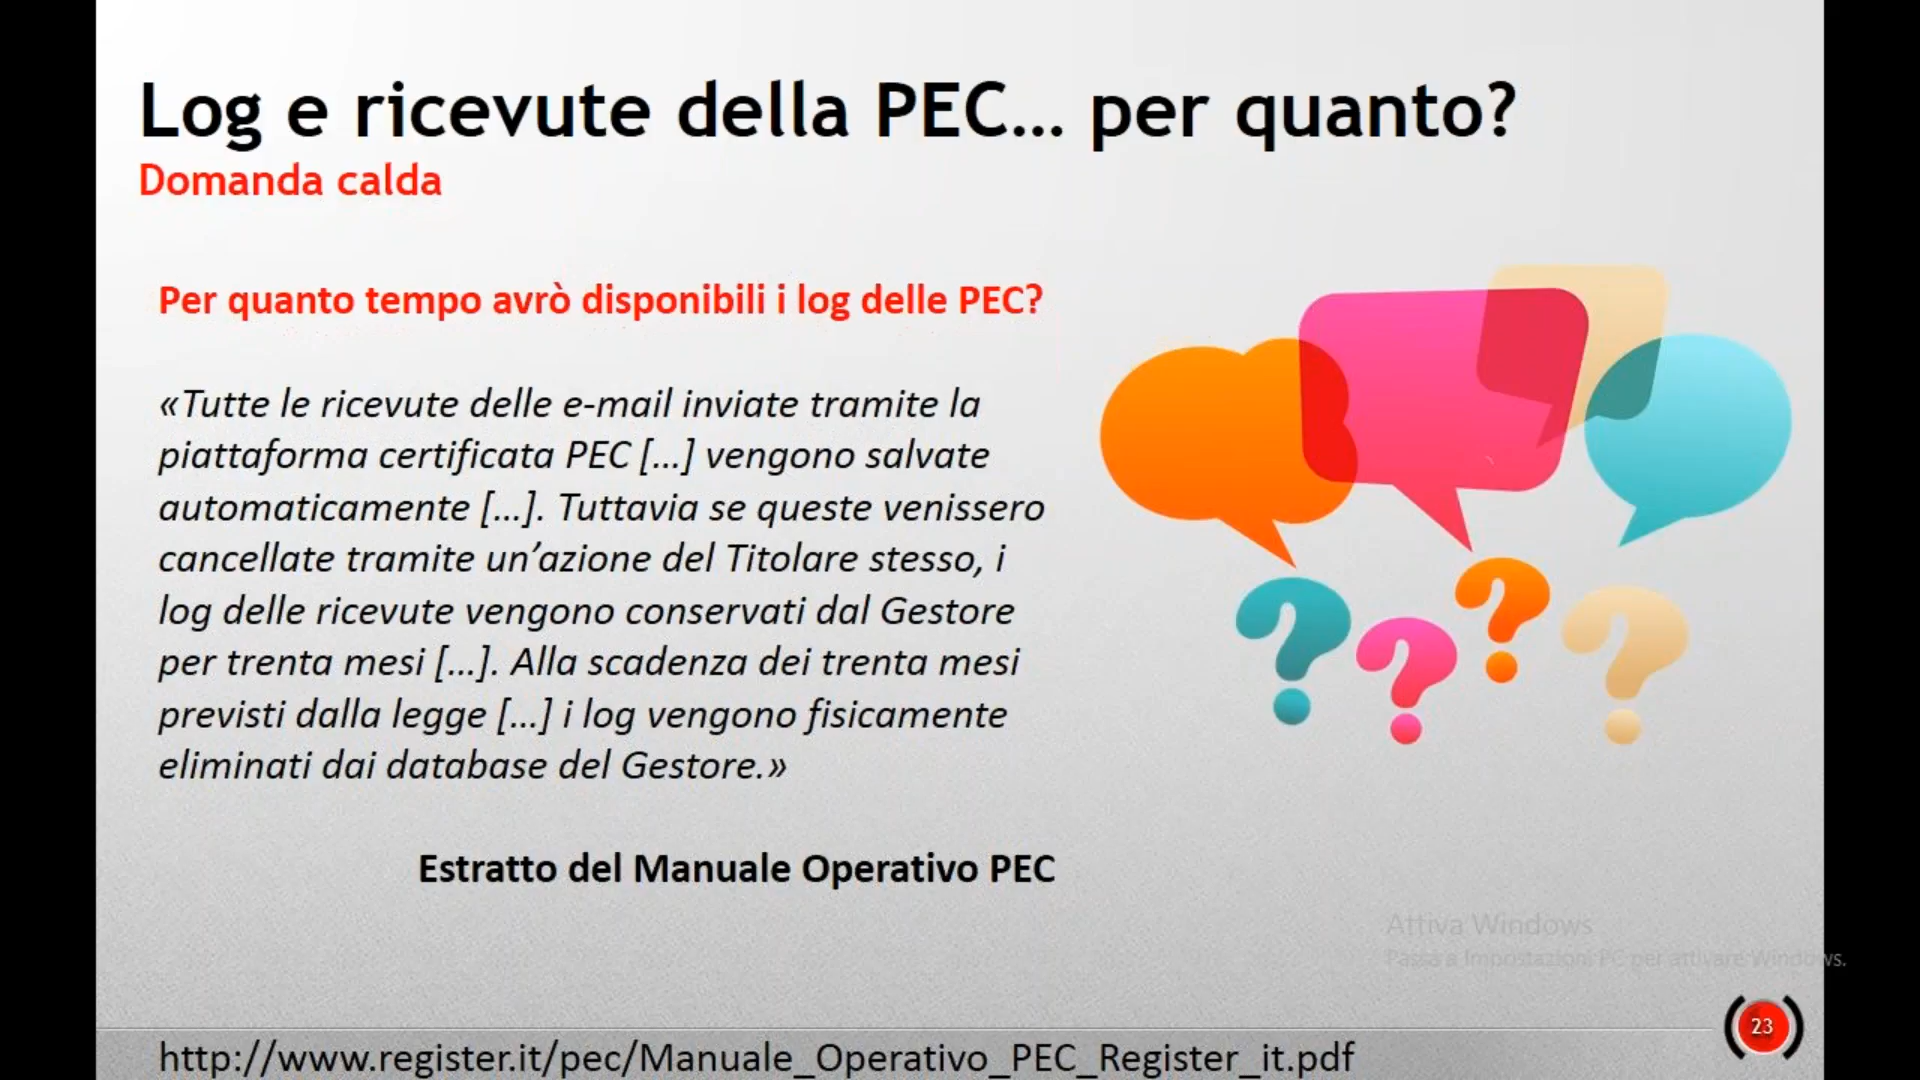 Log e ricevute della PEC... per quanto?
Domanda calda
Per quanto tempo avrò disponibili i log delle PEC?
«Tutte le ricevute delle e-mail inviate tramite la
piattaforma certificata PEC [...] vengono salvate
automaticamente [...]. Tuttavia se queste venissero
cancellate tramite un’azione del Titolare stesso, i
log delle ricevute vengono conservati dal Gestore
per trenta mesi [...]. Alla scadenza dei trenta mesi
previsti dalla legge [...] i log vengono fisicamente
eliminati dai database del Gestore.»
Estratto del Manuale Operativo PEC
Attiva Windows
Passa a Impostazioni PC per attivare Windows.
23
http://www.register.it/pec/Manuale_Operativo_PEC_Register_it.pdf